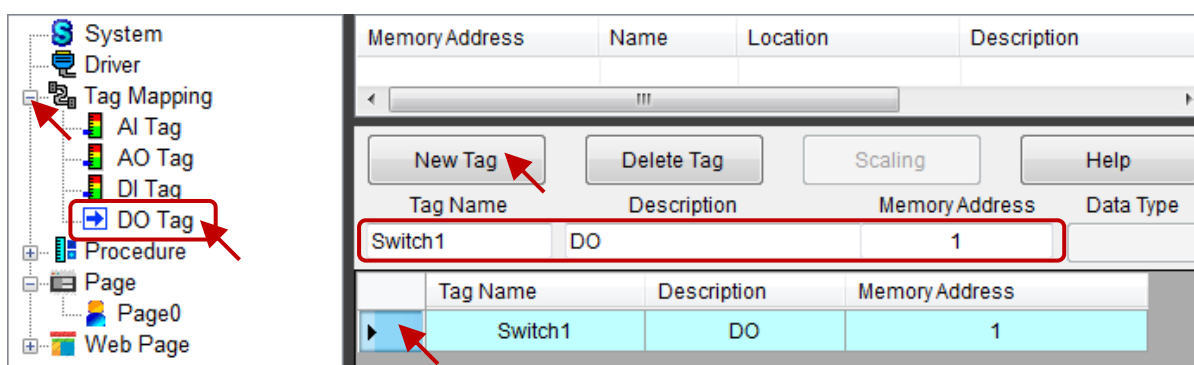 System
Driver
Tag Mapping
AI Tag
AO Tag
DI Tag
DO Tag
Procedure
Page
Page0
Web Page
Memory Address Name Location Description
New Tag Delete Tag Scaling Help
Tag Name Description Memory Address Data Type
Switch1 DO 1
Tag Name Description Memory Address
Switch1 DO 1